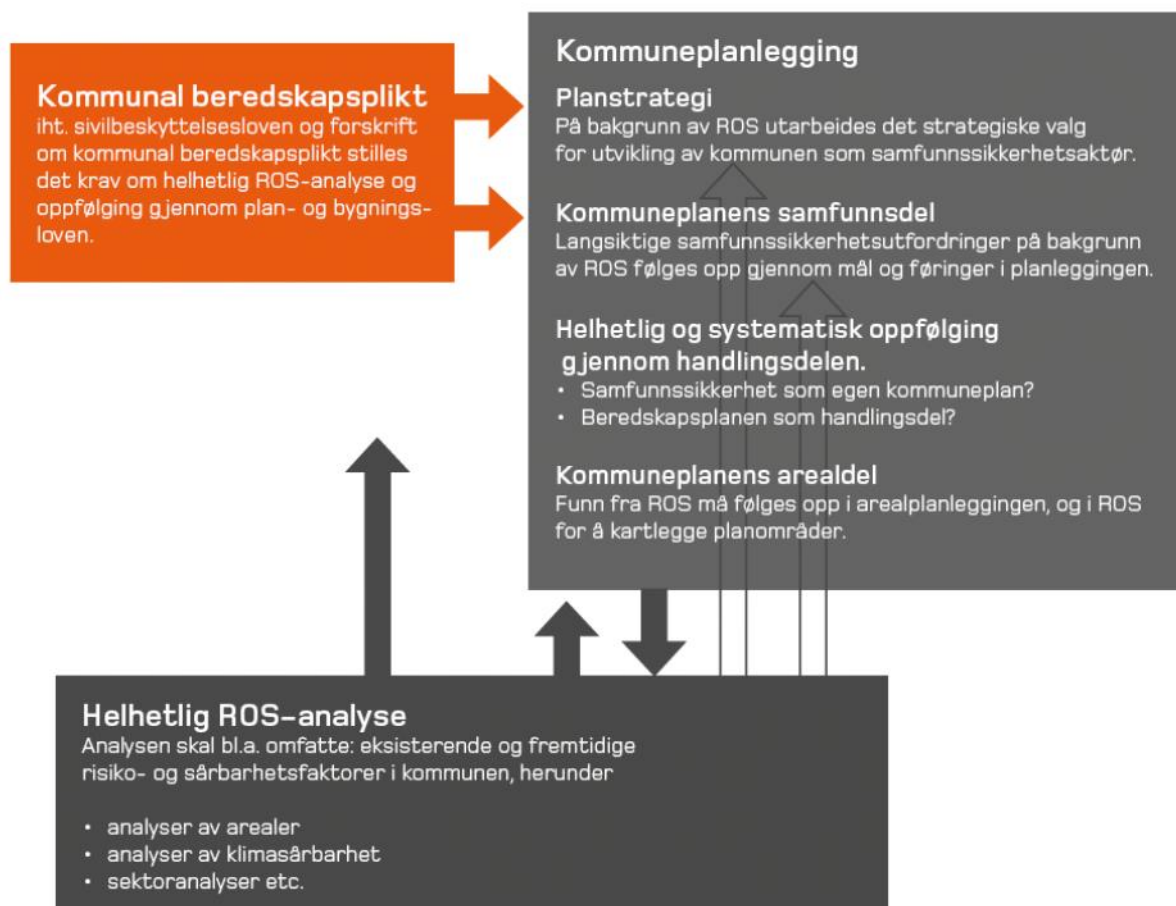 Kommunal beredskapsplikt
iht. sivilbeskyttelsesloven og forskrift
om kommunal beredskapsplikt stilles
det krav om helhetlig ROS-analyse og
oppfølging gjennom plan- og bygnings-
loven.
Kommuneplanlegging
Planstrategi
På bakgrunn av ROS utarbeides det strategiske valg
for utvikling av kommunen som samfunnssikkerhetsaktør.
Kommuneplanens samfunnsdel
Langsiktige samfunnssikkerhetsutfordringer på bakgrunn
av ROS følges opp gjennom mål og føringer i planleggingen.
Helhetlig og systematisk oppfølging
gjennom handlingsdelen.
• Samfunnssikkerhet som egen kommuneplan?
• Beredskapsplanen som handlingsdel?
Kommuneplanens arealdel
Funn fra ROS må følges opp i arealplanleggingen, og i ROS
for å kartlegge planområder.
Helhetlig ROS-analyse
Analysen skal bl.a. omfatte: eksisterende og fremtidige
risiko- og sårbarhetsfaktorer i kommunen, herunder
• analyser av arealer
• analyser av klimasårbarhet
• sektoranalyser etc.